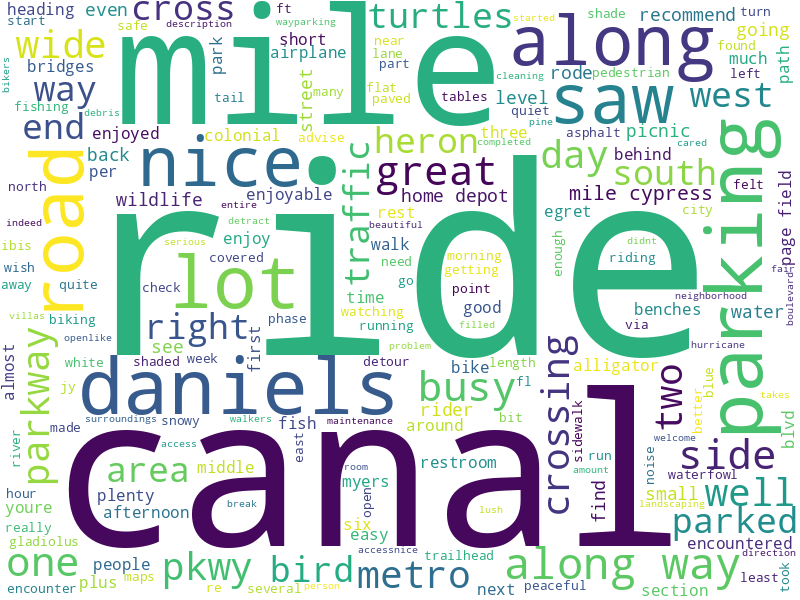 heading
even
cross
ft
turtles
wayparking
started
shade
recommend
turn
start
safe
description
near
going
wide
park
short
airplane
lane
rode
found
much
path
bikers
bridges
mile
along
pedestrian
left
way
fishing
tail
street
many
flat
paved
part
cleaning
tables
level
saw
west
debris
end
enjoyed
colonial
advise
heron
quiet
pine
asphalt
picnic
completed
three
cared
nice
back
per
traffic
great
day
behind
south
felt
north
road
wildlife
enjoyable
home depot
mile cypress
page field
indeed
entire
detract
beautiful
rest
egret
city
parking
ibis
enjoy
serious
walk
didnt
wish
covered
morning
need
getting
enough
riding
fair
away
quite
check
lot
time
go
watching
point
benches
water
neighborhood
boulevard
villas
biking
right
phase
running
good
filled
via
hurricane
openlike
see
first
problem
ride
almost
white
shaded
week
detour
bike
length
crossing
alligator
two
blue
better
takes
parkway
jy
daniels
busy
fl
made
surroundings
snowy
walkers
maintenance
fish
around
rider
bit
sidewalk
blvd
river
access
east
room
canal
run
noise
welcome
side
area
middle
plenty
myers
restroom
amount
find
waterfowl
hour
youre
afternoon
break
open
lush
small
landscaping
well
really
six
easy
parked
gladiolus
accessnice
encountered
one
people
pkwy
bird
metro
trailhead
along way
direction
plus
maps
next
peaceful
section
least
took
encounter
re
several
person